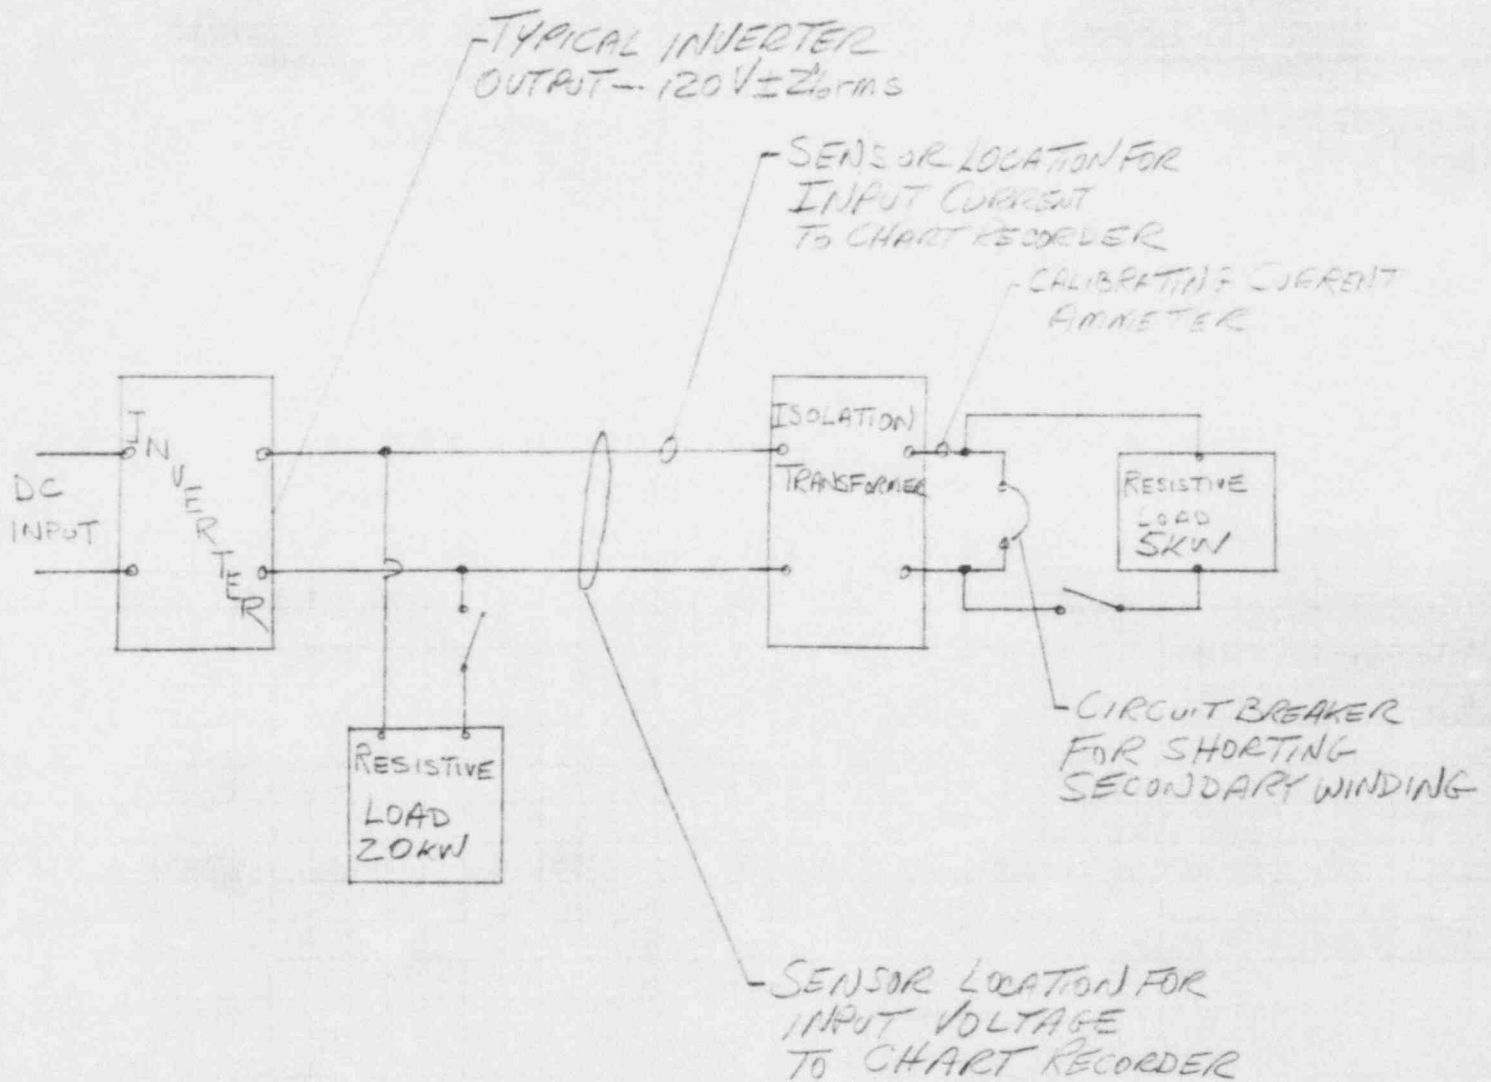 TYPICAL INVERTER
OUTPUT-- 120 V ± 2% rms
SENSOR LOCATION FOR
INPUT CURRENT
TO CHART RECORDER
CALIBRATING CURRENT
AMMETER
INVERTER
DC
INPUT
ISOLATION
TRANSFORMER
RESISTIVE
LOAD
5KW
RESISTIVE
LOAD
20KW
CIRCUIT BREAKER
FOR SHORTING
SECONDARY WINDING
SENSOR LOCATION FOR
INPUT VOLTAGE
TO CHART RECORDER